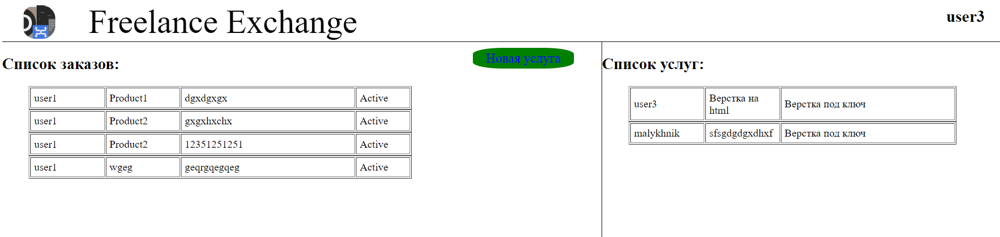 Freelance Exchange
user3
Список заказов:
Новая услуга
user1 Product1 dgxdgxgx Active
user1 Product2 gxgxhxchx Active
user1 Product2 12351251251 Active
user1 wgeg geqrgqegqeg Active
Список услуг:
user3 Верстка на html Верстка под ключ
malykhnik sfsgdgdgxdhxf Верстка под ключ